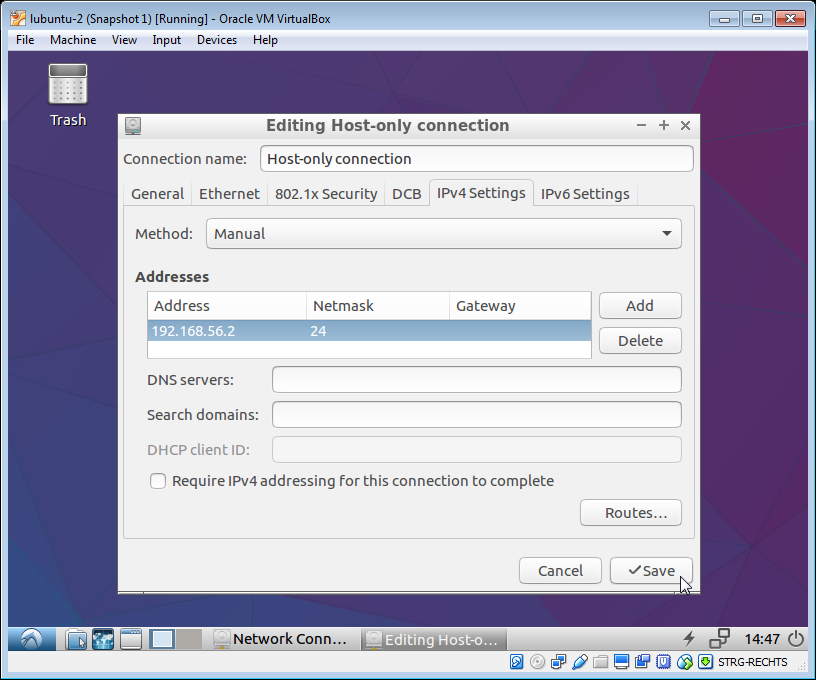 lubuntu-2 (Snapshot 1) [Running] - Oracle VM VirtualBox
File Machine View Input Devices Help
Trash
Editing Host-only connection
Connection name: Host-only connection
General Ethernet 802.1x Security DCB IPv4 Settings IPv6 Settings
Method: Manual
Addresses
Address Netmask Gateway
Add
192.168.56.2 24
Delete
DNS servers:
Search domains:
DHCP client ID:
Require IPv4 addressing for this connection to complete
Routes...
Cancel Save
Network Conn... Editing Host-o... 14:47
STRG-RECHTS